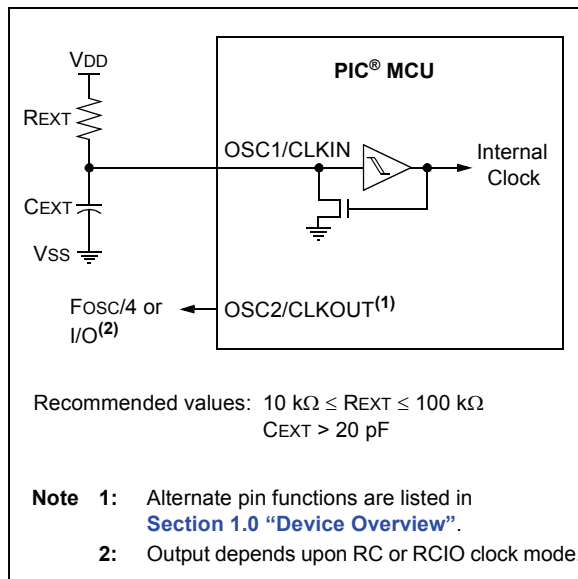 VDD
PIC® MCU
REXT
OSC1/CLKIN
Internal
Clock
CEXT
VSS
FOSC/4 or
I/O(2)
OSC2/CLKOUT(1)
Recommended values: 10 kΩ ≤ REXT ≤ 100 kΩ
CEXT > 20 pF
Note 1: Alternate pin functions are listed in
Section 1.0 “Device Overview”.
2: Output depends upon RC or RCIO clock mode